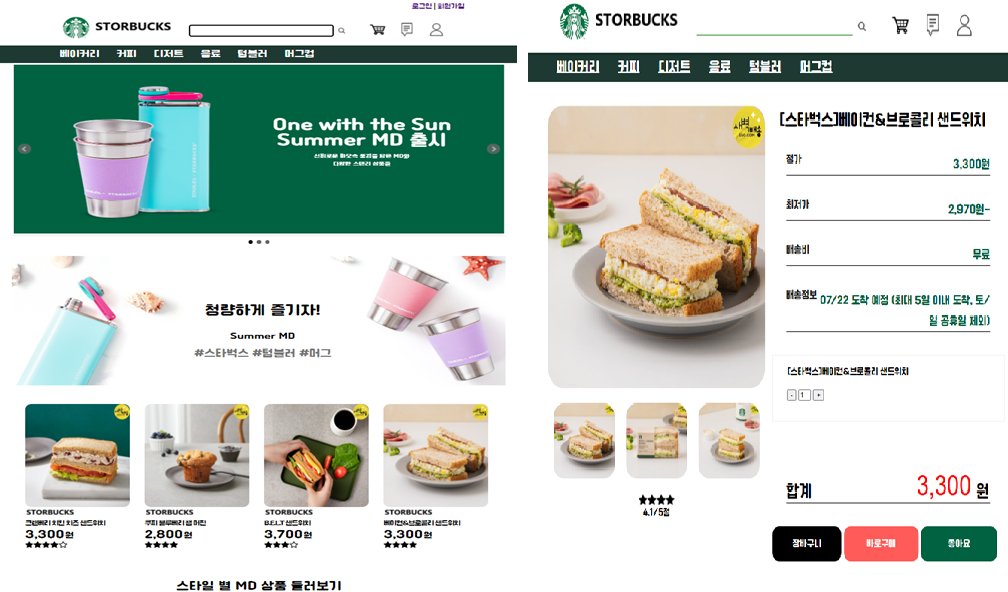 로그인 | 회원가입
STORBUCKS
베이커리 커피 디저트 음료 텀블러 머그컵
One with the Sun
Summer MD 출시
청량하게 즐기자!
Summer MD
#스타벅스 #텀블러 #머그
STORBUCKS
크랜베리 치킨 치즈 샌드위치
3,300원
STORBUCKS
2,800원
STORBUCKS
B.E.L.T 샌드위치
3,700원
STORBUCKS
베이컨&브로콜리 샌드위치
3,300원
스타일 별 MD 상품 둘러보기
STORBUCKS
베이커리 커피 디저트 음료 텀블러 머그컵
새벽배송
SSG.COM
[스타벅스]베이컨&브로콜리 샌드위치
정가
3,300원
최저가
2,970원~
배송비
무료
배송정보
07/22 도착 예정 (최대 5일 이내 도착, 토/
일 공휴일 제외)
[스타벅스]베이컨&브로콜리 샌드위치
- 1 +
★★★★
4.1/5점
합계
3,300 원
장바구니
바로구매
좋아요